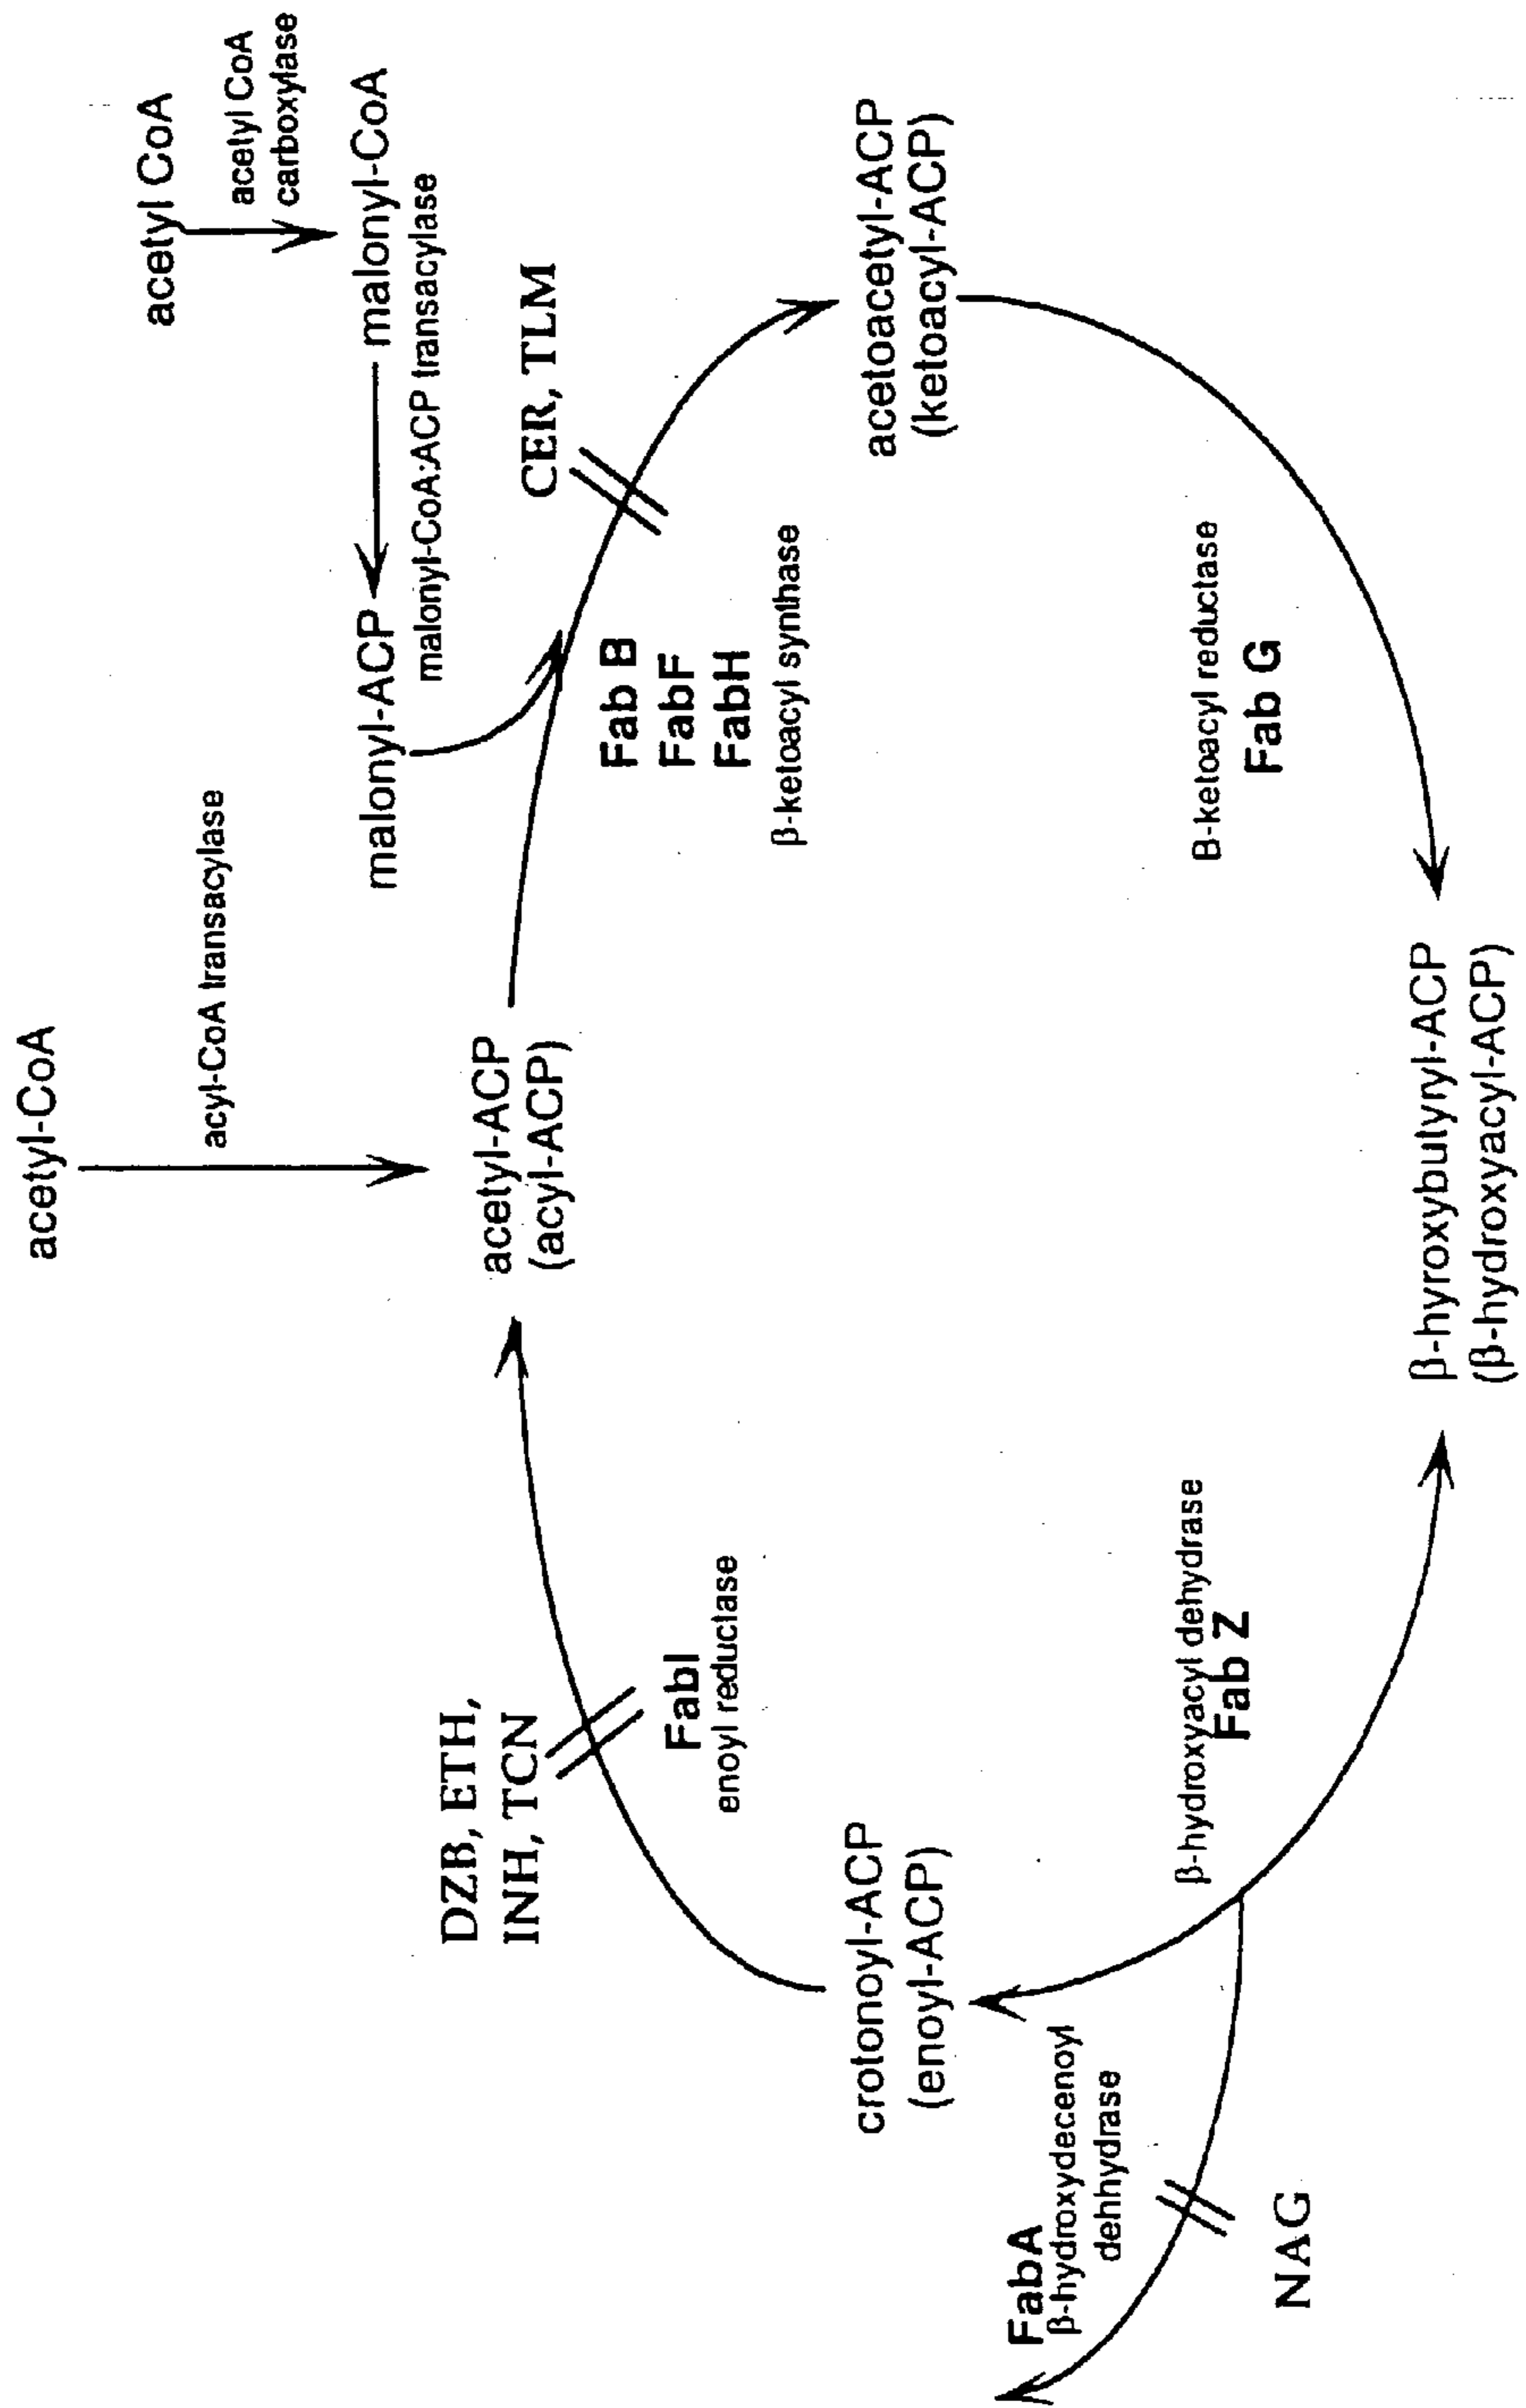 acetyl-CoA
acyl-CoA transacylase
acetyl CoA
acetyl CoA
carboxylase
malonyl-CoA
malonyl-CoA:ACP transacylase
malonyl-ACP
acetyl-ACP
(acyl-ACP)
CER, TLM
Fab B
FabF
FabH
β-ketoacyl synthase
acetoacetyl-ACP
(ketoacyl-ACP)
B-ketoacyl reductase
Fab G
β-hyroxybutyryl-ACP
(β-hydroxyacyl-ACP)
β-hydroxyacyl dehydrase
Fab Z
FabA
β-hydroxydecenoyl
dehhydrase
NAG
crotonoyl-ACP
(enoyl-ACP)
DZB, ETH,
INH, TCN
FabI
enoyl reductase